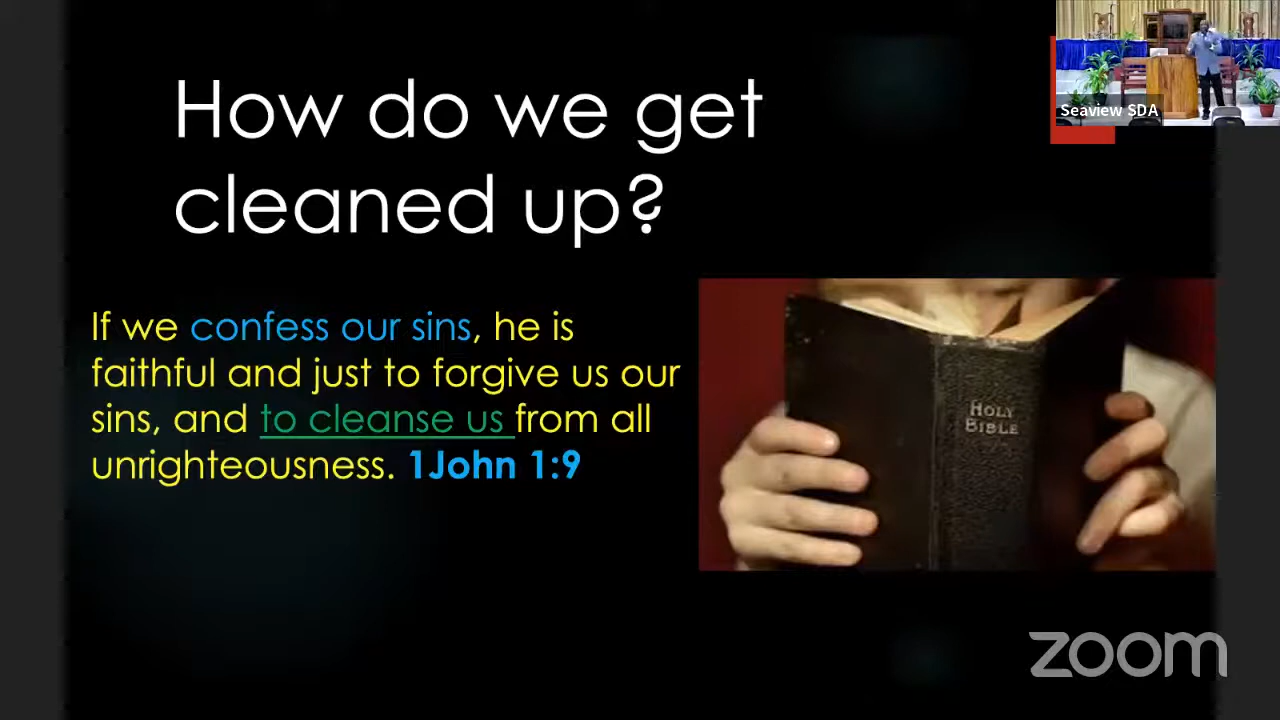 How do we get
cleaned up?
Seaview SDA
If we confess our sins, he is
faithful and just to forgive us our
sins, and to cleanse us from all
unrighteousness. 1John 1:9
HOLY
BIBLE
zoom